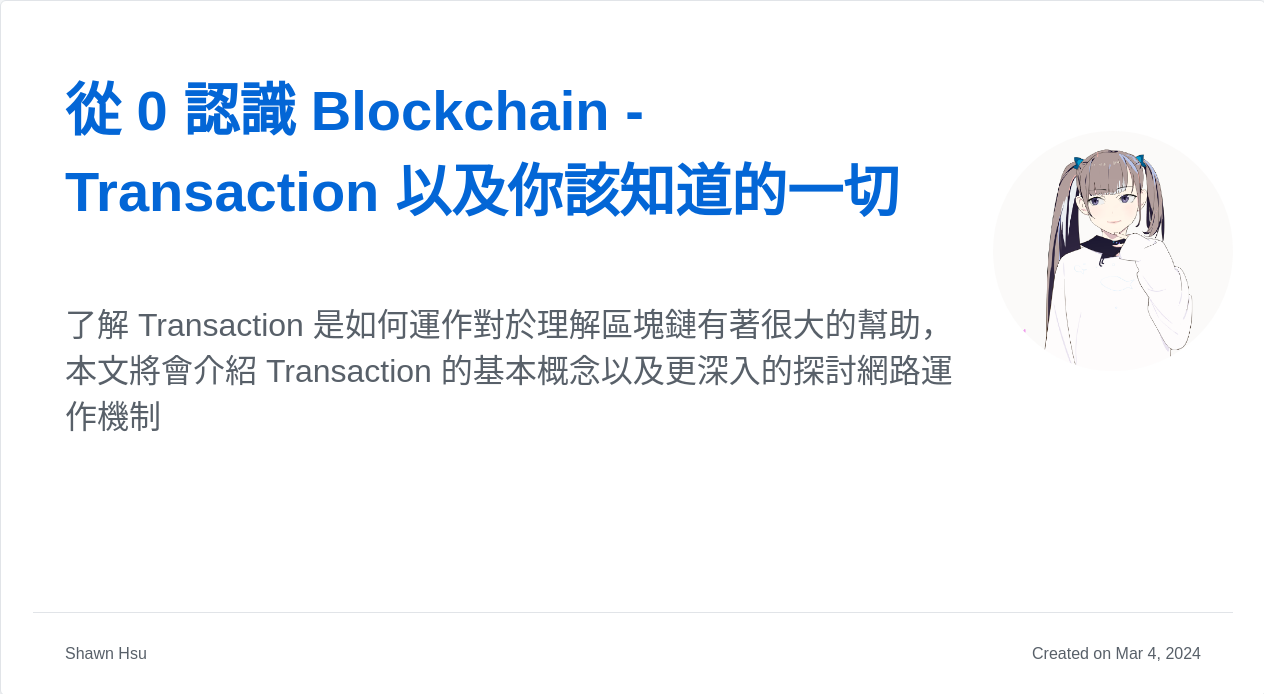 從 0 認識 Blockchain -
Transaction 以及你該知道的一切
了解 Transaction 是如何運作對於理解區塊鏈有著很大的幫助，
本文將會介紹 Transaction 的基本概念以及更深入的探討網路運
作機制
Shawn Hsu
Created on Mar 4, 2024